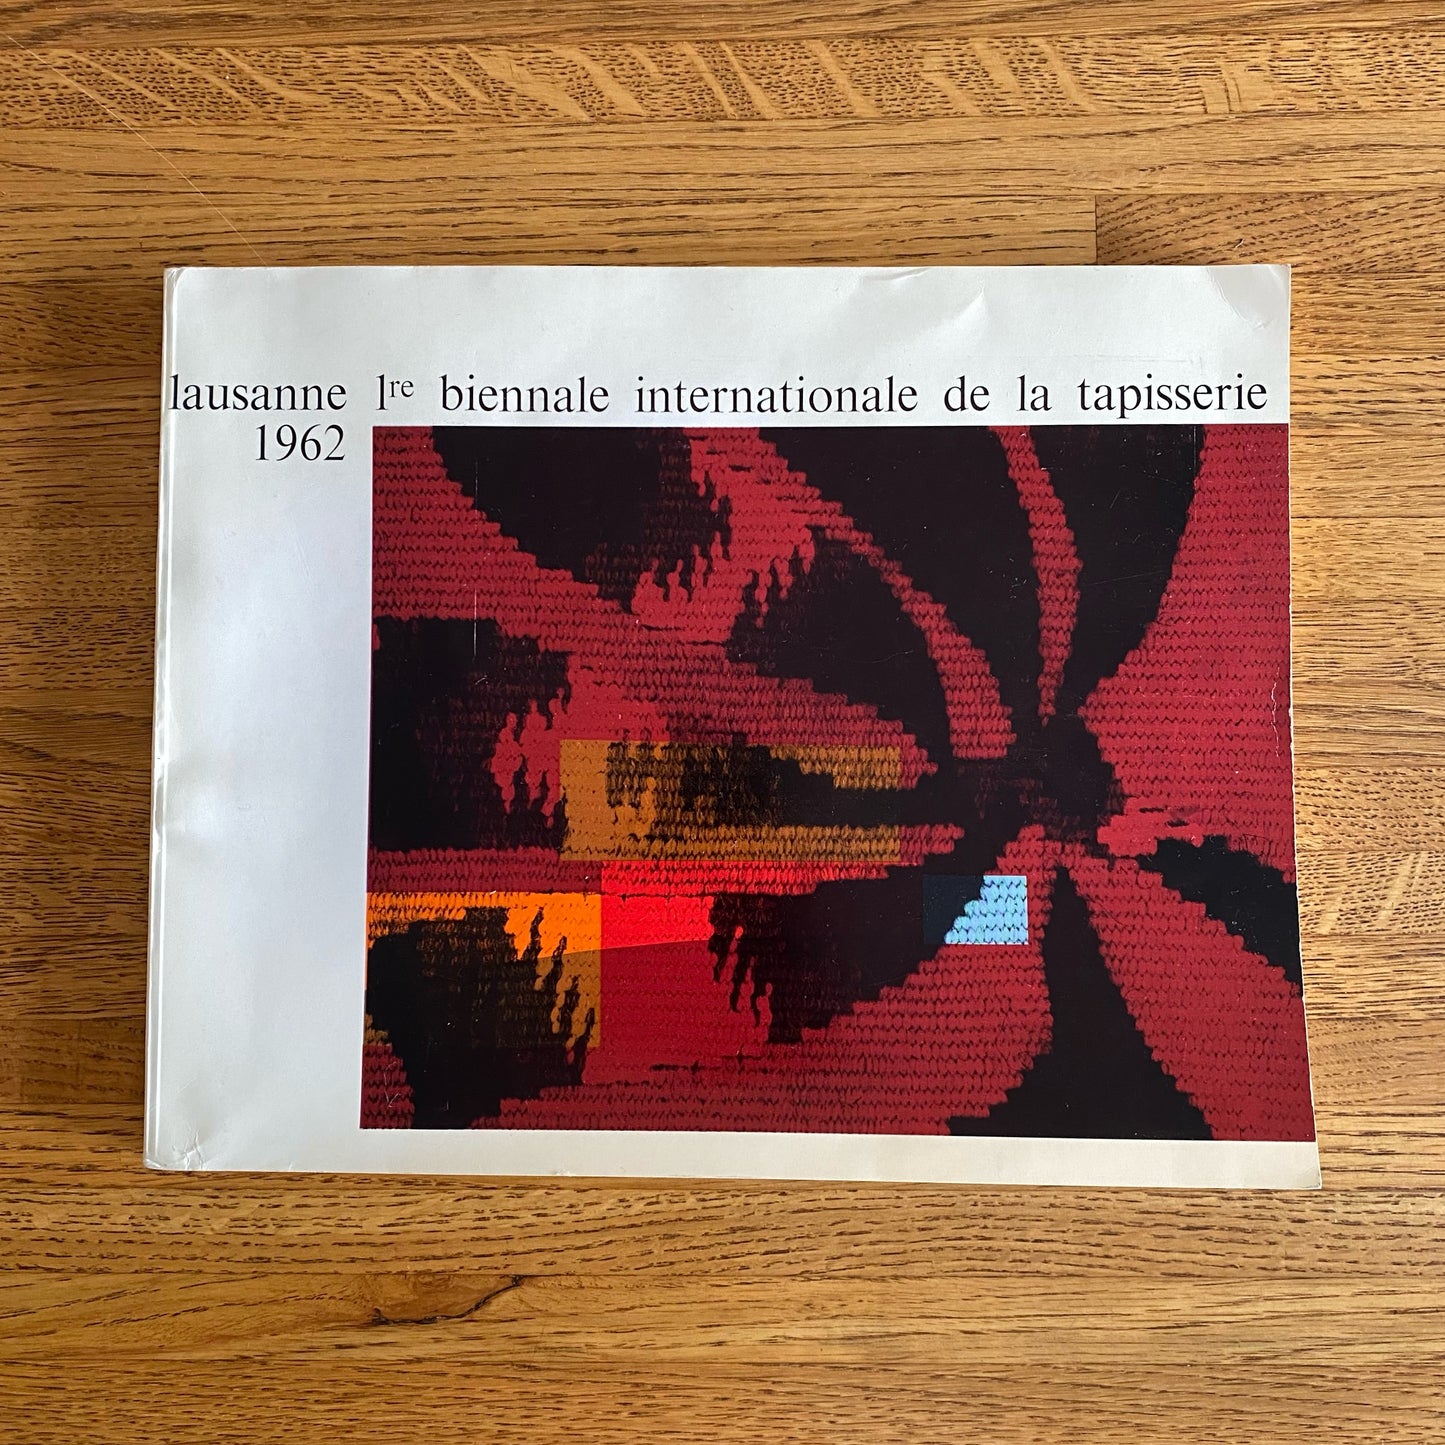 lausanne 1re biennale internationale de la tapisserie
1962